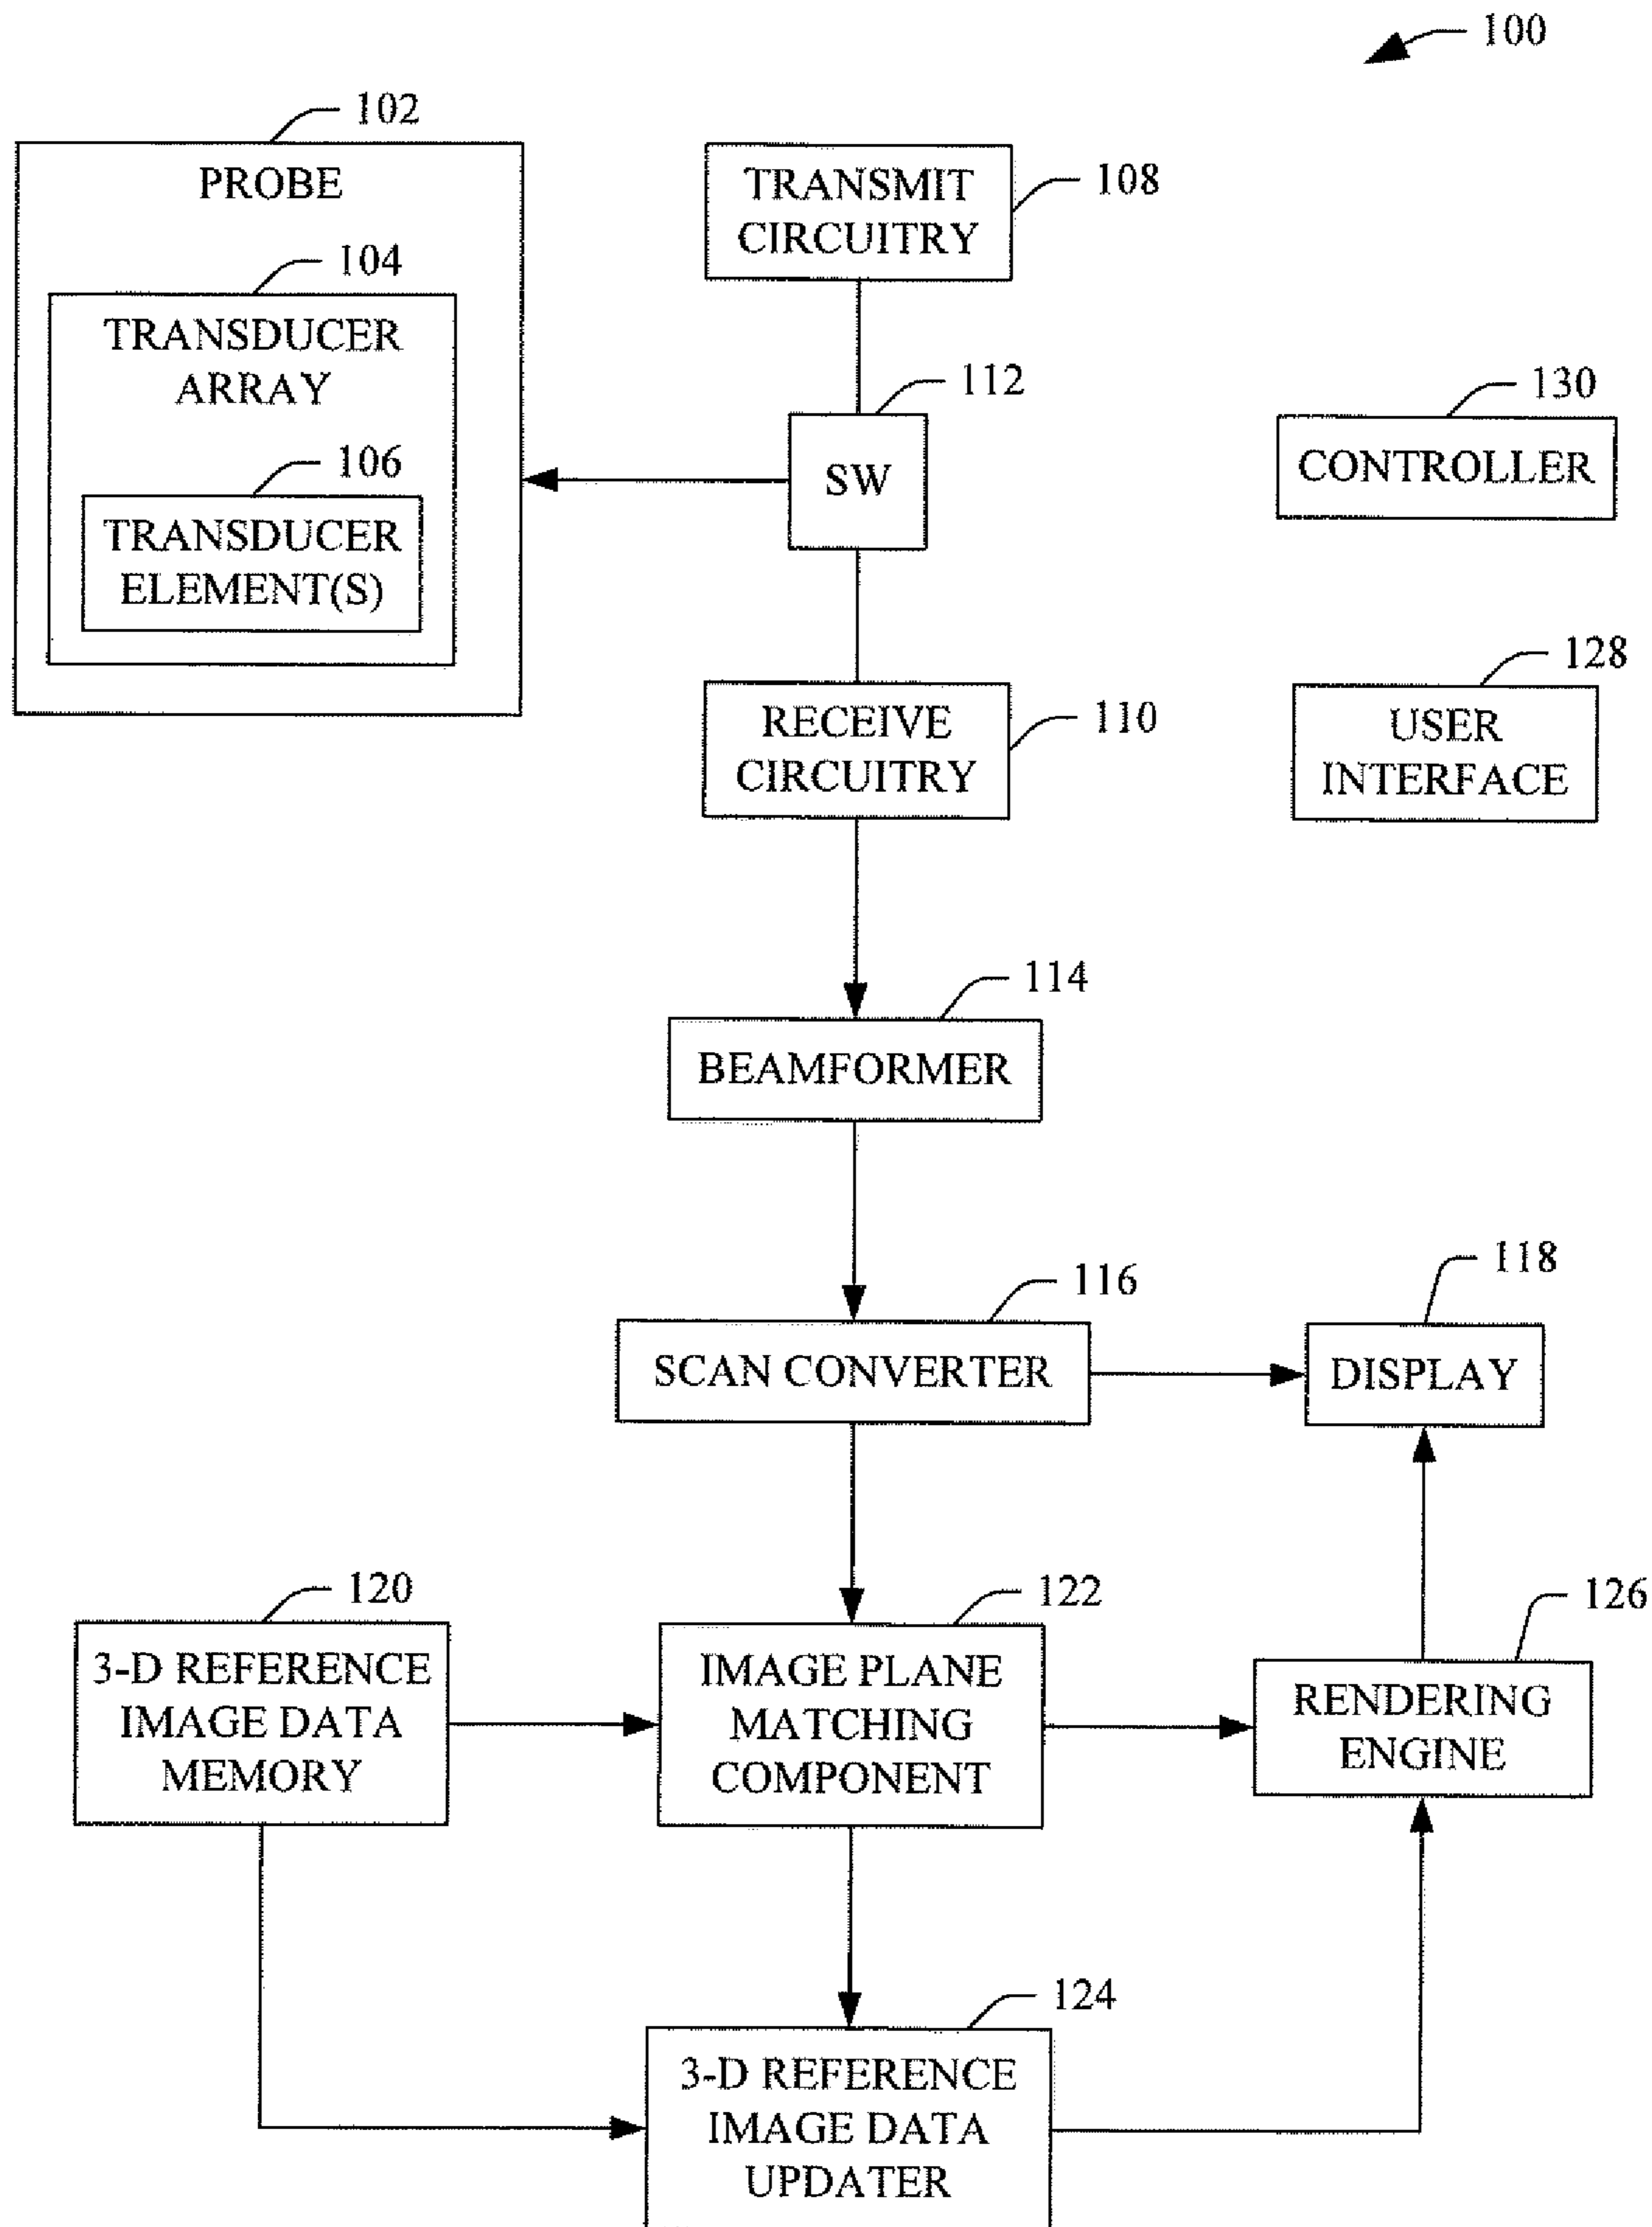 100
102
PROBE
104
TRANSDUCER
ARRAY
106
TRANSDUCER
ELEMENT(S)
TRANSMIT
CIRCUITRY
108
112
SW
130
CONTROLLER
RECEIVE
CIRCUITRY
110
128
USER
INTERFACE
114
BEAMFORMER
116
SCAN CONVERTER
118
DISPLAY
120
3-D REFERENCE
IMAGE DATA
MEMORY
122
IMAGE PLANE
MATCHING
COMPONENT
126
RENDERING
ENGINE
124
3-D REFERENCE
IMAGE DATA
UPDATER